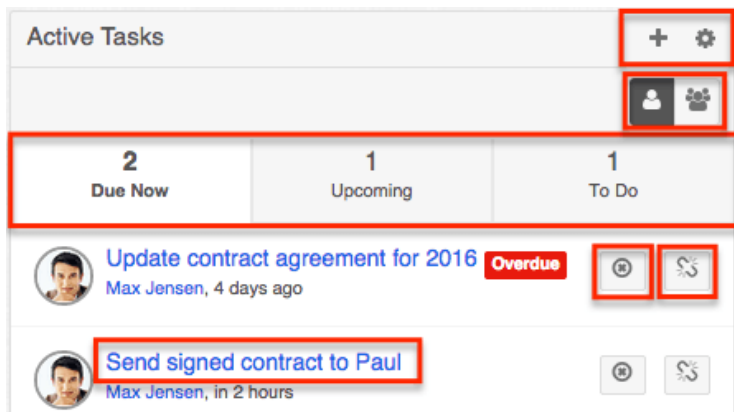 Active Tasks
2 1 1
Due Now Upcoming To Do
Update contract agreement for 2016 Overdue
Max Jensen, 4 days ago
Send signed contract to Paul
Max Jensen, in 2 hours